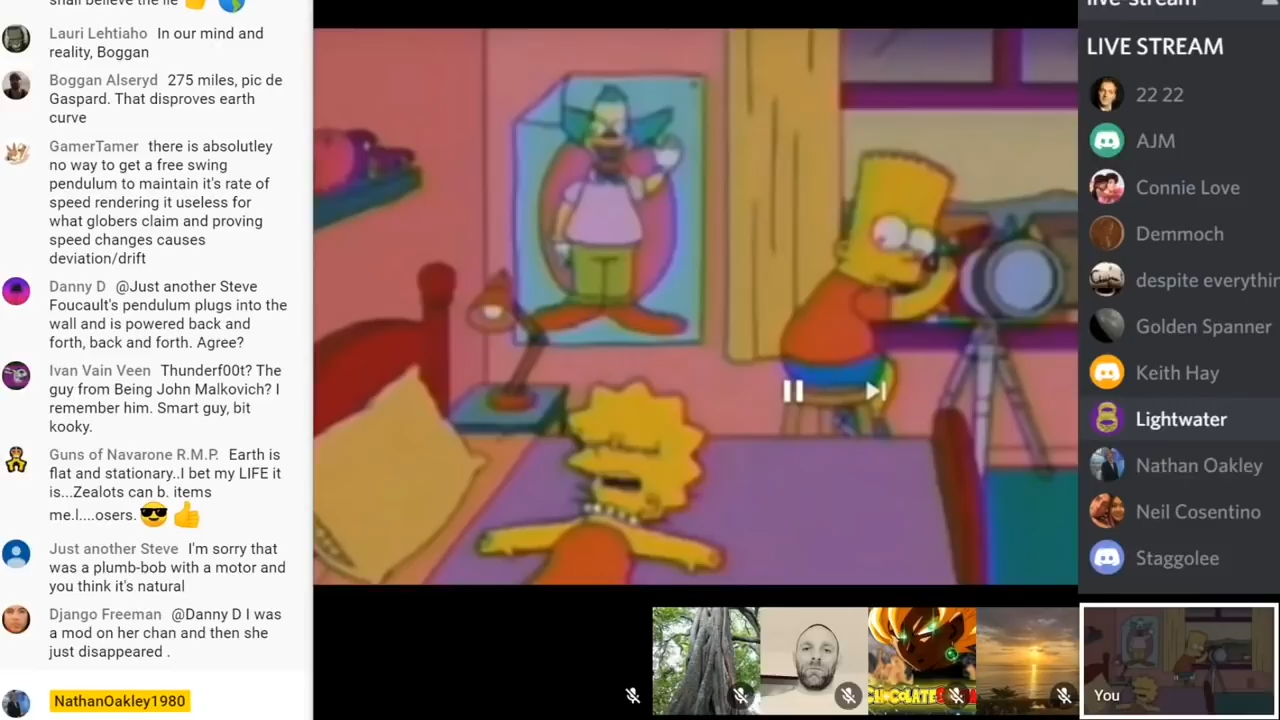 shall believe the lie
Lauri Lehtiaho In our mind and
reality, Boggan
Boggan Alseryd 275 miles, pic de
Gaspard. That disproves earth
curve
GamerTamer there is absolutley
no way to get a free swing
pendulum to maintain it's rate of
speed rendering it useless for
what globers claim and proving
speed changes causes
deviation/drift
Danny D @Just another Steve
Foucault's pendulum plugs into the
wall and is powered back and
forth, back and forth. Agree?
Ivan Vain Veen Thunderf00t? The
guy from Being John Malkovich? I
remember him. Smart guy, bit
kooky.
Guns of Navarone R.M.P. Earth is
flat and stationary..I bet my LIFE it
is...Zealots can b. items
me.l....osers. 😎👍
Just another Steve I'm sorry that
was a plumb-bob with a motor and
you think it's natural
Django Freeman @Danny D I was
a mod on her chan and then she
just disappeared .
NathanOakley1980
live-stream
LIVE STREAM
22 22
AJM
Connie Love
Demmoch
despite everythin
Golden Spanner
Keith Hay
Lightwater
Nathan Oakley
Neil Cosentino
Staggolee
You